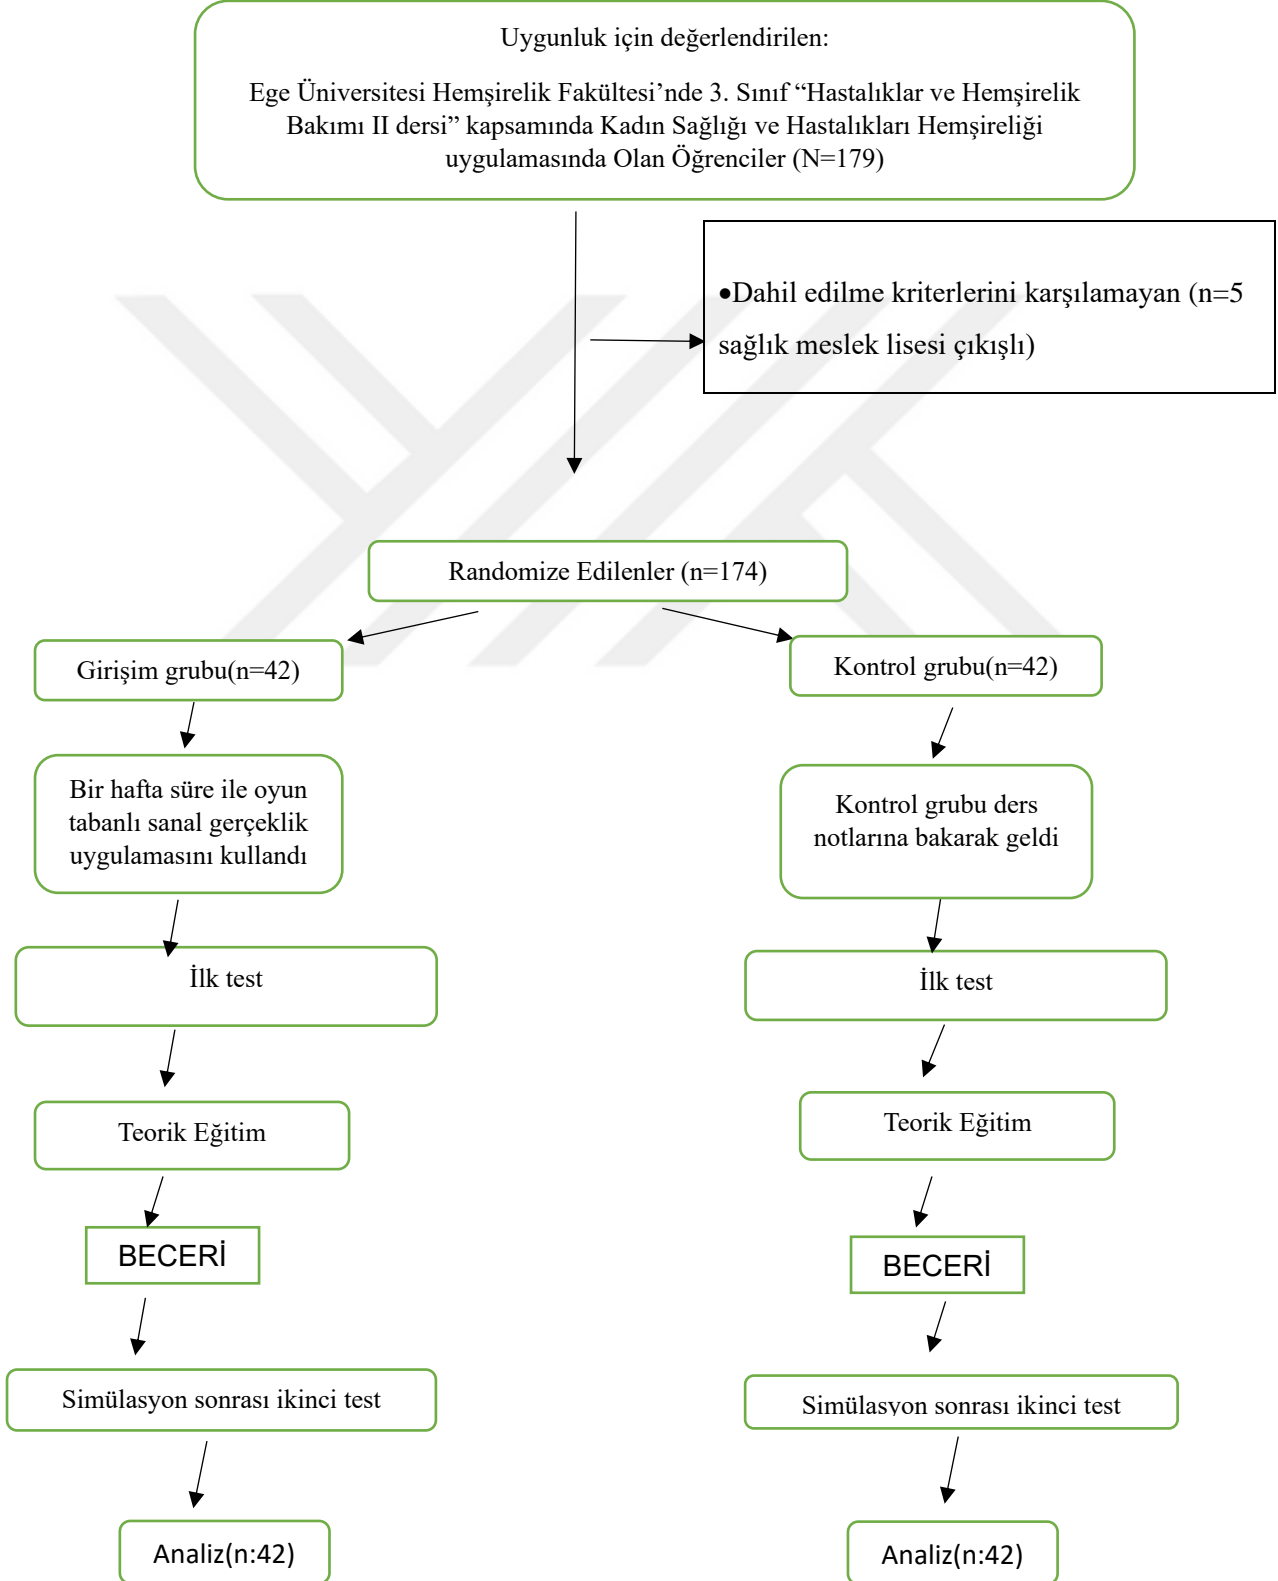 Uygunluk için değerlendirilen:
Ege Üniversitesi Hemşirelik Fakültesi’nde 3. Sınıf “Hastalıklar ve Hemşirelik
Bakımı II dersi” kapsamında Kadın Sağlığı ve Hastalıkları Hemşireliği
uygulamasında Olan Öğrenciler (N=179)
•Dahil edilme kriterlerini karşılamayan (n=5
sağlık meslek lisesi çıkışlı)
Randomize Edilenler (n=174)
Girişim grubu(n=42)
Kontrol grubu(n=42)
Bir hafta süre ile oyun
tabanlı sanal gerçeklik
uygulamasını kullandı
Kontrol grubu ders
notlarına bakarak geldi
İlk test
İlk test
Teorik Eğitim
Teorik Eğitim
BECERİ
BECERİ
Simülasyon sonrası ikinci test
Simülasyon sonrası ikinci test
Analiz(n:42)
Analiz(n:42)